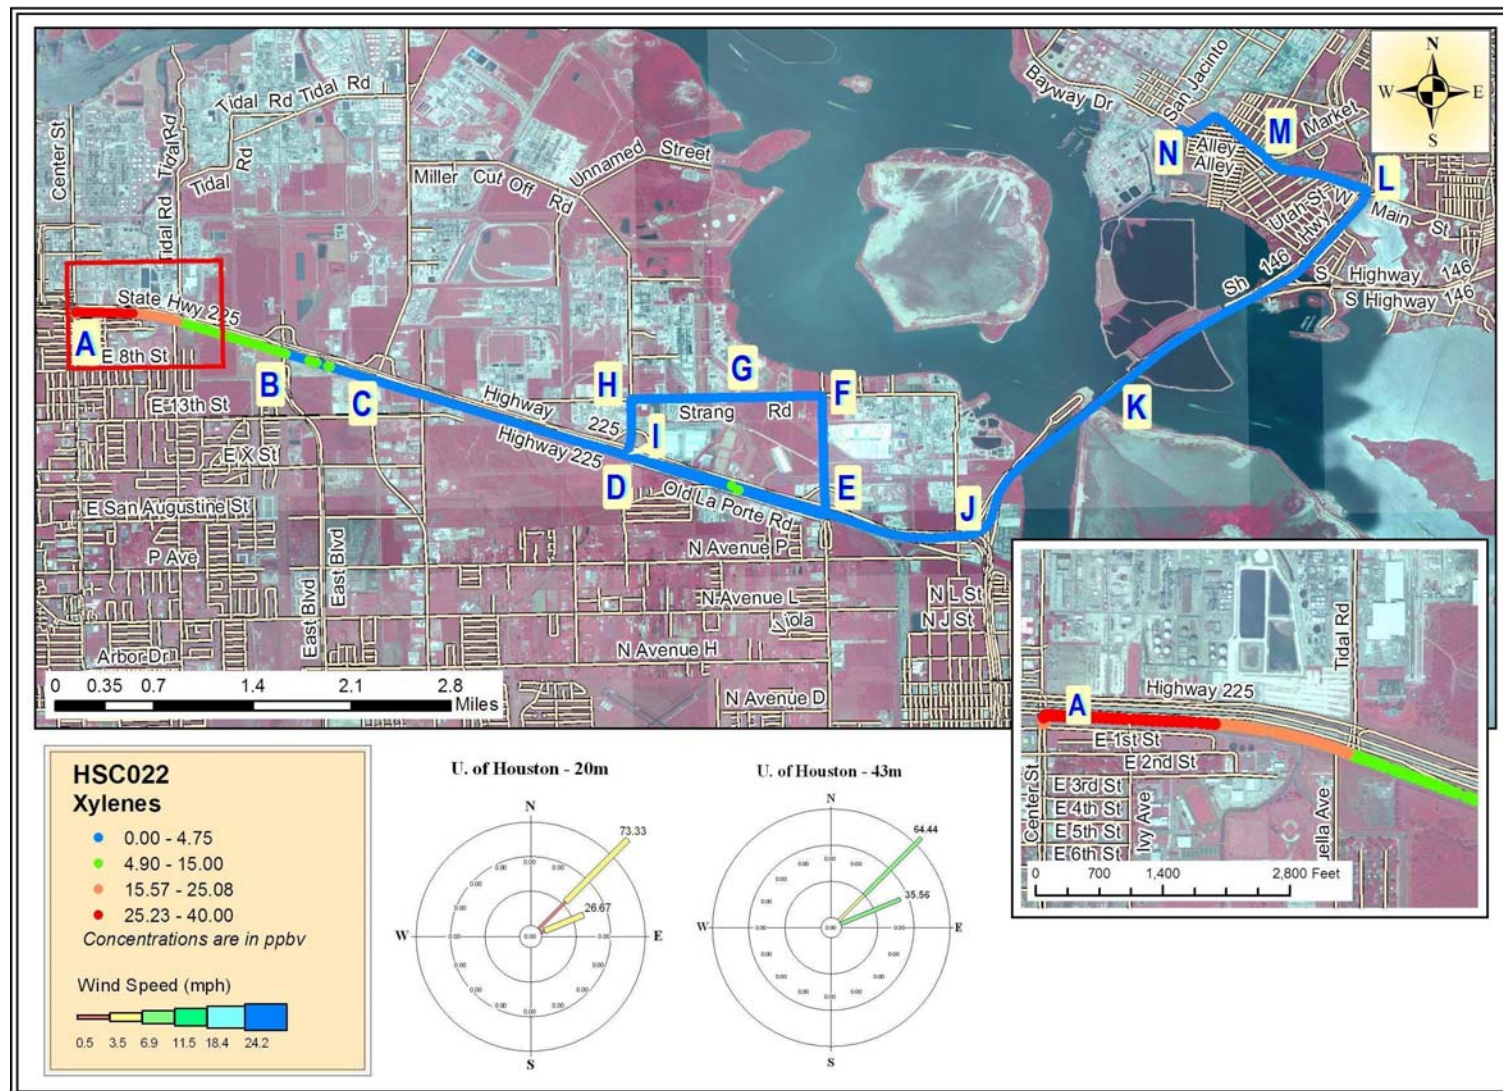 N
W E
S
Bayway Dr
San Jacinto
Tidal Rd
Tidal Rd
Center St
Tidal Rd
Tidal Rd
Tidal Rd
Miller Cut Off Rd
Unnamed Street
Alley
Alley
Market
M
N
L
Utah St
W Main St
Hwy
Sh 146
S Highway 146
S Highway 146
State Hwy 225
A
E 8th St
B
C
E 13th St
H
G
F
Strang Rd
Highway 225
Highway 225
I
D
E
J
K
E X St
E San Augustine St
Old La Porte Rd
P Ave
N Avenue P
East Blvd
East Blvd
N Avenue L
Viola
N L St
N J St
Arbor Dr
N Avenue H
N Avenue D
0 0.35 0.7 1.4 2.1 2.8
Miles
Tidal Rd
Highway 225
A
E 1st St
E 2nd St
E 3rd St
E 4th St
E 5th St
E 6th St
Center St
Ivy Ave
uella Ave
0 700 1,400 2,800 Feet
HSC022
Xylenes
0.00 - 4.75
4.90 - 15.00
15.57 - 25.08
25.23 - 40.00
Concentrations are in ppbv
Wind Speed (mph)
0.5 3.5 6.9 11.5 18.4 24.2
U. of Houston - 20m
N
73.33
26.67
W E
S
U. of Houston - 43m
N
64.44
35.56
W E
S